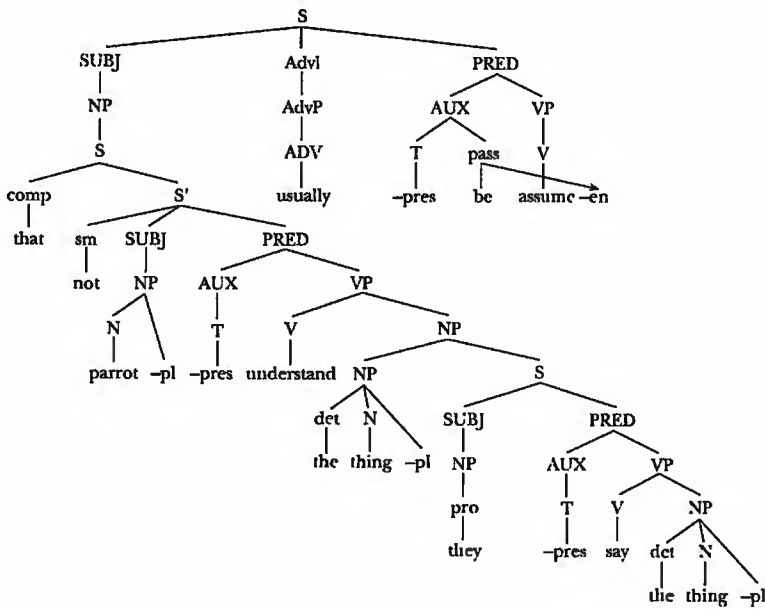 S
SUBJ Advl PRED
NP AdvP AUX VP
S ADV T pass V
comp S' usually -pres be assume -en
that sm SUBJ PRED
not NP AUX VP
N T V NP
parrot -pl -pres understand NP S
det N SUBJ PRED
the thing -pl NP AUX VP
pro T V NP
they -pres say det N
the thing -pl